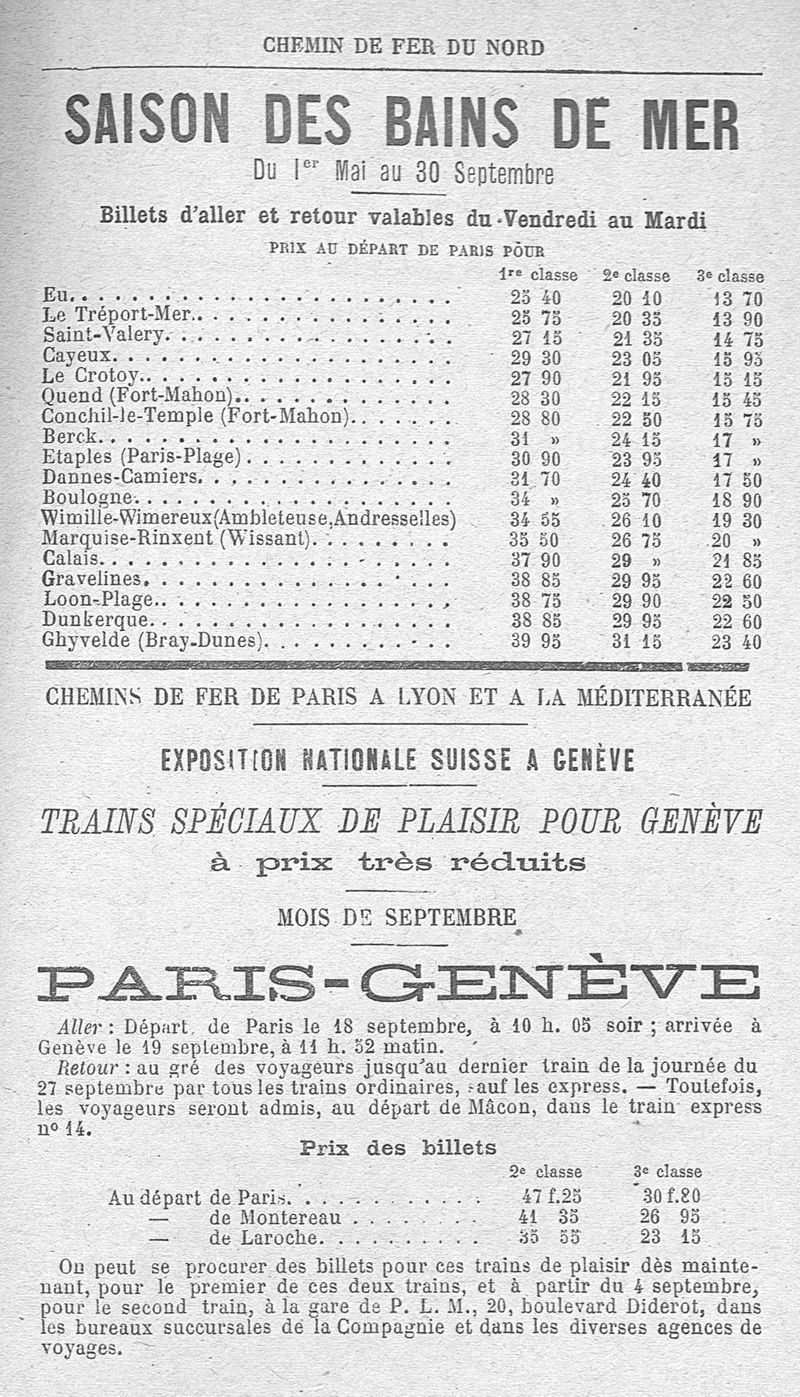 CHEMIN DE FER DU NORD
SAISON DES BAINS DE MER
Du 1er Mai au 30 Septembre
Billets d'aller et retour valables du Vendredi au Mardi
PRIX AU DÉPART DE PARIS POUR
1re classe 2e classe 3e classe
Eu. . . . . . . . . . . . . . . . . . . . 25 40 20 10 13 70
Le Tréport-Mer. . . . . . . . . . . . . . 25 75 20 35 13 90
Saint-Valery. . . . . . . . . . . . . . . 27 15 21 35 14 75
Cayeux. . . . . . . . . . . . . . . . . . 29 30 23 05 15 95
Le Crotoy. . . . . . . . . . . . . . . . 27 90 21 95 15 15
Quend (Fort-Mahon). . . . . . . . . . . . 28 30 22 15 15 45
Conchil-le-Temple (Fort-Mahon). . . . . . 28 80 22 50 15 75
Berck. . . . . . . . . . . . . . . . . . 31 » 24 15 17 »
Etaples (Paris-Plage) . . . . . . . . . . 30 90 23 95 17 »
Dannes-Camiers. . . . . . . . . . . . . . 31 70 24 40 17 50
Boulogne. . . . . . . . . . . . . . . . . 34 » 25 70 18 90
Wimille-Wimereux(Ambleteuse,Andresselles) 34 55 26 10 19 30
Marquise-Rinxent (Wissant). . . . . . . . 35 50 26 75 20 »
Calais. . . . . . . . . . . . . . . . . . 37 90 29 » 21 85
Gravelines. . . . . . . . . . . . . . . . 38 85 29 95 22 60
Loon-Plage. . . . . . . . . . . . . . . . 38 75 29 90 22 50
Dunkerque. . . . . . . . . . . . . . . . 38 85 29 95 22 60
Ghyvelde (Bray-Dunes). . . . . . . . . . 39 95 31 15 23 40
CHEMINS DE FER DE PARIS A LYON ET A LA MÉDITERRANÉE
EXPOSITION NATIONALE SUISSE A GENÈVE
TRAINS SPÉCIAUX DE PLAISIR POUR GENÈVE
à prix très réduits
MOIS DE SEPTEMBRE
PARIS-GENÈVE
Aller : Départ de Paris le 18 septembre, à 10 h. 05 soir ; arrivée à
Genève le 19 septembre, à 11 h. 52 matin.
Retour : au gré des voyageurs jusqu'au dernier train de la journée du
27 septembre par tous les trains ordinaires, sauf les express. — Toutefois,
les voyageurs seront admis, au départ de Mâcon, dans le train express
no 14.
Prix des billets
2e classe 3e classe
Au départ de Paris. . . . . . . . . . . 47 f.25 30 f.80
— de Montereau . . . . . . . 41 35 26 95
— de Laroche. . . . . . . . . 35 55 23 15
On peut se procurer des billets pour ces trains de plaisir dès mainte-
nant, pour le premier de ces deux trains, et à partir du 4 septembre,
pour le second train, à la gare de P. L. M., 20, boulevard Diderot, dans
les bureaux succursales de la Compagnie et dans les diverses agences de
voyages.